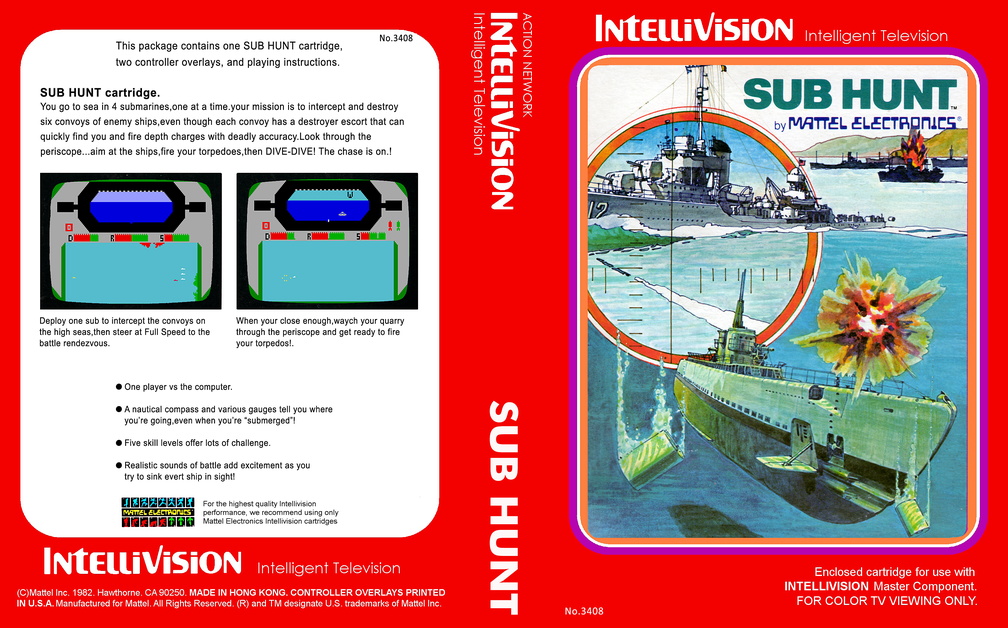 No.3408
This package contains one SUB HUNT cartridge,
two controller overlays, and playing instructions.
SUB HUNT cartridge.
You go to sea in 4 submarines,one at a time.your mission is to intercept and destroy
six convoys of enemy ships,even though each convoy has a destroyer escort that can
quickly find you and fire depth charges with deadly accuracy.Look through the
periscope...aim at the ships,fire your torpedoes,then DIVE-DIVE! The chase is on.!
D R S
D R S
Deploy one sub to intercept the convoys on
the high seas,then steer at Full Speed to the
battle rendezvous.
When your close enough,waych your quarry
through the periscope and get ready to fire
your torpedos!.
● One player vs the computer.
● A nautical compass and various gauges tell you where
you're going,even when you're "submerged"!
● Five skill levels offer lots of challenge.
● Realistic sounds of battle add excitement as you
try to sink evert ship in sight!
MATTEL ELECTRONICS
For the highest quality Intellivision
performance, we recommend using only
Mattel Electronics Intellivision cartridges
INTELLIVISION Intelligent Television
(C)Mattel Inc. 1982. Hawthorne. CA 90250. MADE IN HONG KONG. CONTROLLER OVERLAYS PRINTED
IN U.S.A. Manufactured for Mattel. All Rights Reserved. (R) and TM designate U.S. trademarks of Mattel Inc.
ACTION NETWORK
INTELLIVISION
Intelligent Television
SUB HUNT
INTELLIVISION Intelligent Television
SUB HUNT™
by MATTEL ELECTRONICS®
12
Enclosed cartridge for use with
INTELLIVISION Master Component.
FOR COLOR TV VIEWING ONLY.
No.3408